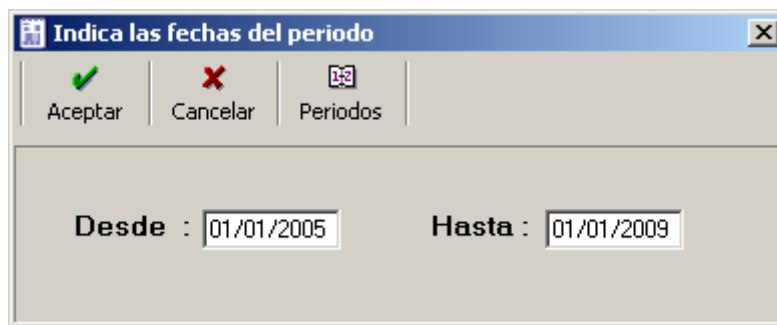 Indica las fechas del periodo
Aceptar Cancelar Periodos
Desde : 01/01/2005 Hasta : 01/01/2009